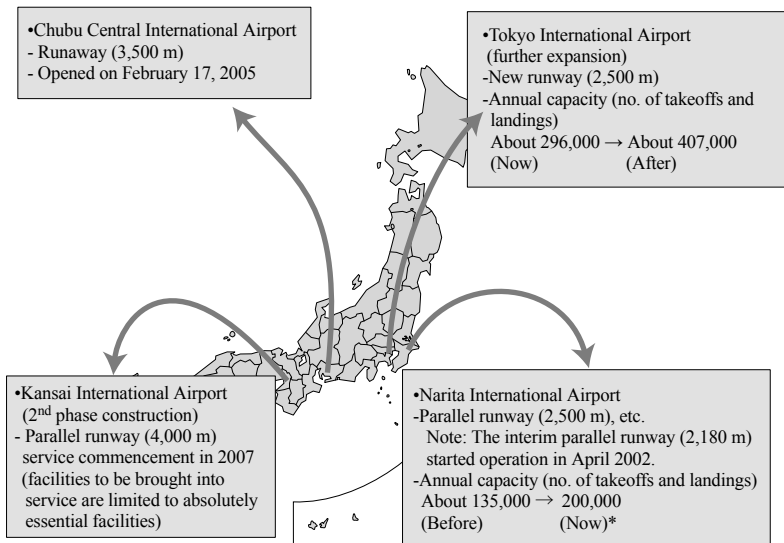 •Chubu Central International Airport
- Runaway (3,500 m)
- Opened on February 17, 2005
•Tokyo International Airport
(further expansion)
-New runway (2,500 m)
-Annual capacity (no. of takeoffs and
landings)
About 296,000 → About 407,000
(Now) (After)
•Kansai International Airport
(2nd phase construction)
- Parallel runway (4,000 m)
service commencement in 2007
(facilities to be brought into
service are limited to absolutely
essential facilities)
•Narita International Airport
-Parallel runway (2,500 m), etc.
Note: The interim parallel runway (2,180 m)
started operation in April 2002.
-Annual capacity (no. of takeoffs and landings)
About 135,000 → 200,000
(Before) (Now)*